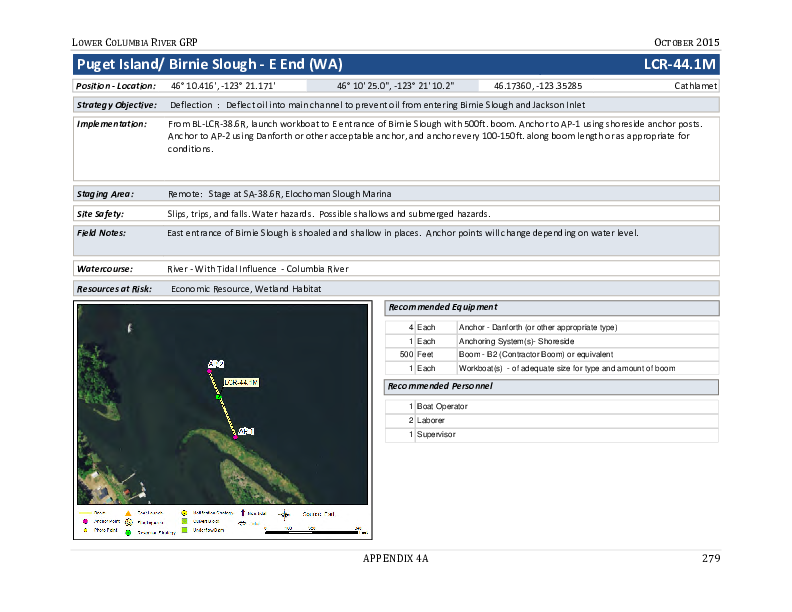 LOWER COLUMBIA RIVER GRP OCTOBER 2015
Puget Island/ Birnie Slough - E End (WA) LCR-44.1M
Position - Location: 46° 10.416', -123° 21.171' 46° 10' 25.0", -123° 21' 10.2" 46.17360, -123.35285 Cathlamet
Strategy Objective: Deflection : Deflect oil into main channel to prevent oil from entering Birnie Slough and Jackson Inlet
Implementation: From BL-LCR-38.6R, launch workboat to E entrance of Birnie Slough with 500ft. boom. Anchor to AP-1 using shoreside anchor posts.
Anchor to AP-2 using Danforth or other acceptable anchor, and anchor every 100-150ft. along boom length or as appropriate for
conditions.
Staging Area: Remote: Stage at SA-38.6R, Elochoman Slough Marina
Site Safety: Slips, trips, and falls. Water hazards. Possible shallows and submerged hazards.
Field Notes: East entrance of Birnie Slough is shoaled and shallow in places. Anchor points will change depending on water level.
Watercourse: River - With Tidal Influence - Columbia River
Resources at Risk: Economic Resource, Wetland Habitat
Recommended Equipment
4 Each Anchor - Danforth (or other appropriate type)
1 Each Anchoring System(s)- Shoreside
500 Feet Boom - B2 (Contractor Boom) or equivalent
1 Each Workboat(s) - of adequate size for type and amount of boom
Recommended Personnel
1 Boat Operator
2 Laborer
1 Supervisor
AP-2
LCR-44.1M
AP-1
Anchor Point
Photo Point
APPENDIX 4A 279